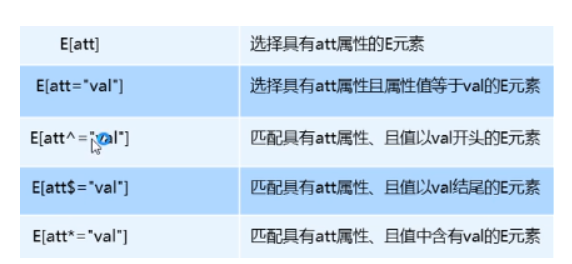 E[att] 选择具有att属性的E元素
E[att="val"] 选择具有att属性且属性值等于val的E元素
E[att^="val"] 匹配具有att属性、且值以val开头的E元素
E[att$="val"] 匹配具有att属性、且值以val结尾的E元素
E[att*="val"] 匹配具有att属性、且值中含有val的E元素